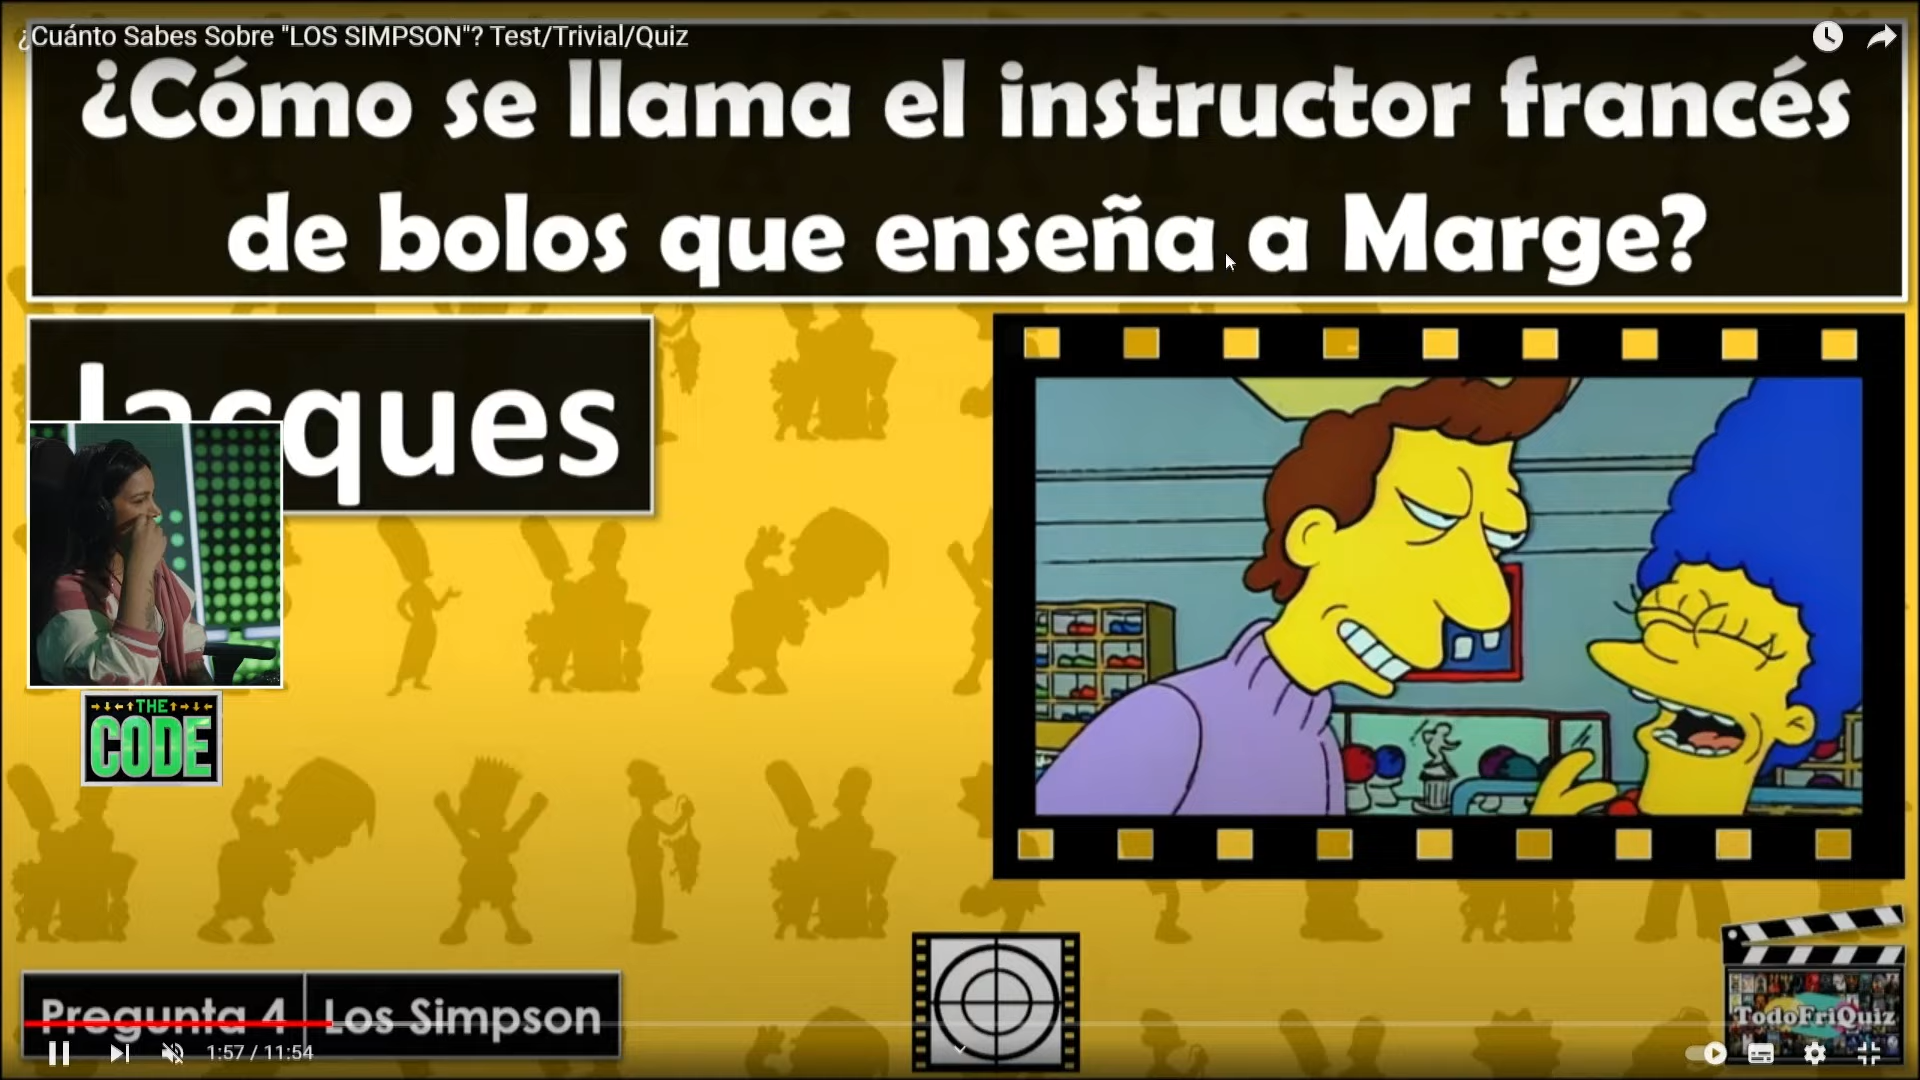 ¿Cuánto Sabes Sobre "LOS SIMPSON"? Test/Trivial/Quiz
¿Cómo se llama el instructor francés
de bolos que enseña a Marge?
Jacques
THE
CODE
Pregunta 4 Los Simpson
TodoFriQuiz
1:57 / 11:54